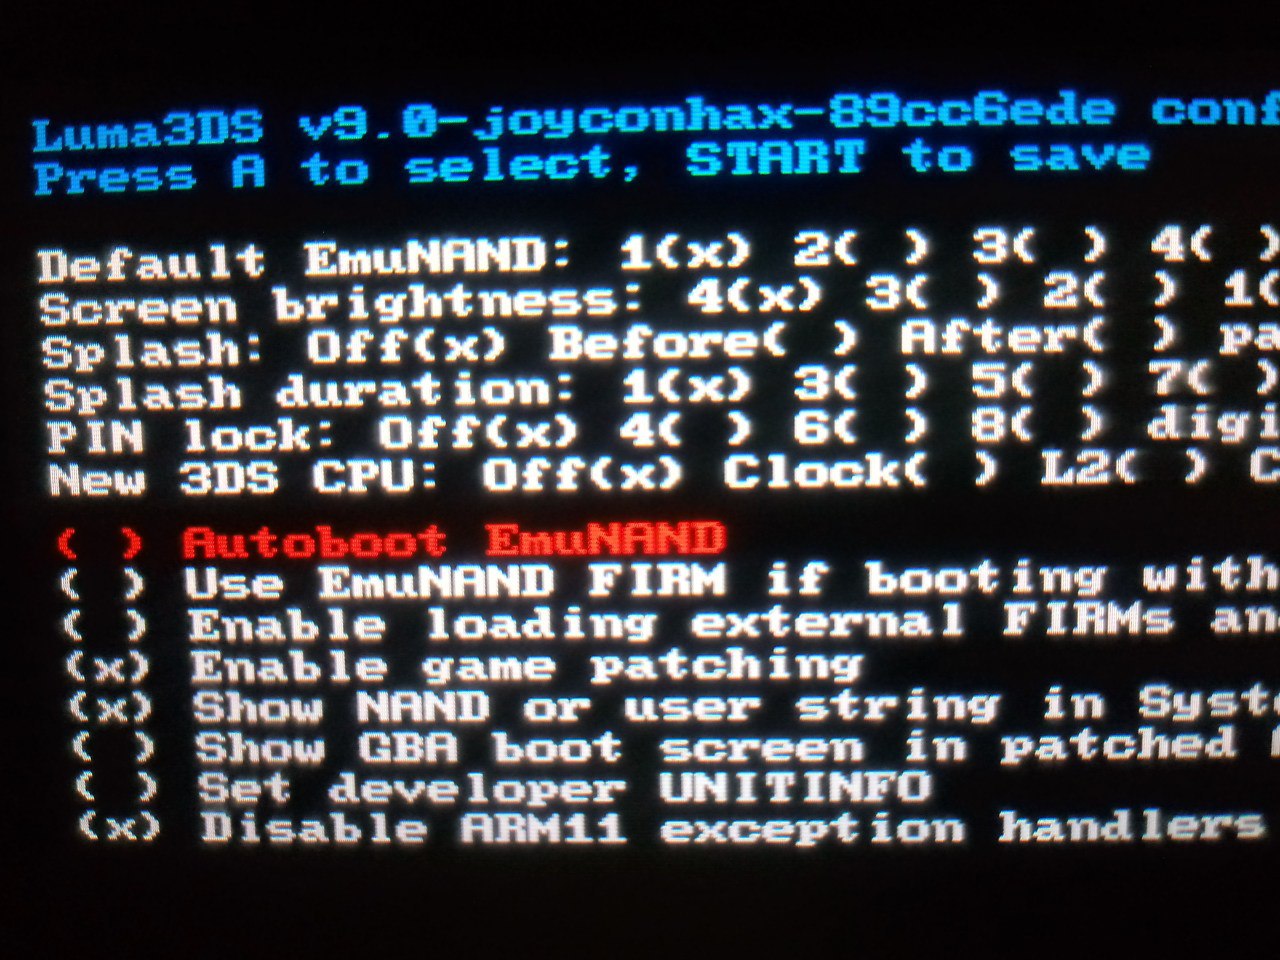 Luma3DS v9.0-joyconhax-89cc6ede conf
Press A to select, START to save
Default EmuNAND: 1(x) 2( ) 3( ) 4( )
Screen brightness: 4(x) 3( ) 2( ) 1(
Splash: Off(x) Before( ) After( ) pa
Splash duration: 1(x) 3( ) 5( ) 7( )
PIN lock: Off(x) 4( ) 6( ) 8( ) digi
New 3DS CPU: Off(x) Clock( ) L2( ) C
( ) Autoboot EmuNAND
( ) Use EmuNAND FIRM if booting with
( ) Enable loading external FIRMs an
(x) Enable game patching
(x) Show NAND or user string in Syst
( ) Show GBA boot screen in patched
( ) Set developer UNITINFO
(x) Disable ARM11 exception handlers